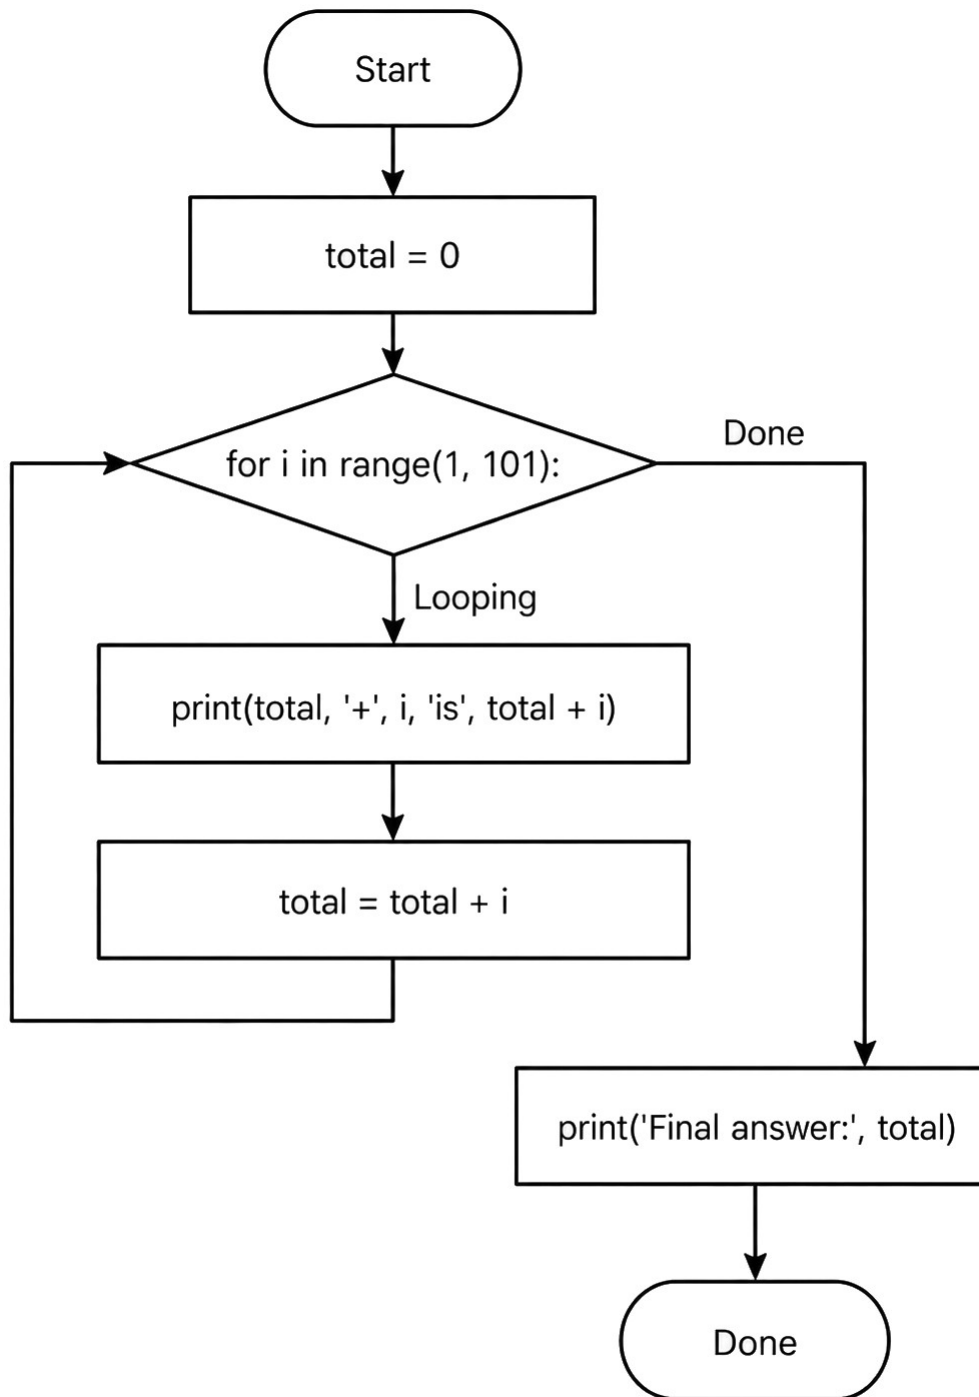 Start
total = 0
for i in range(1, 101):
Done
Looping
print(total, '+', i, 'is', total + i)
total = total + i
print('Final answer:', total)
Done